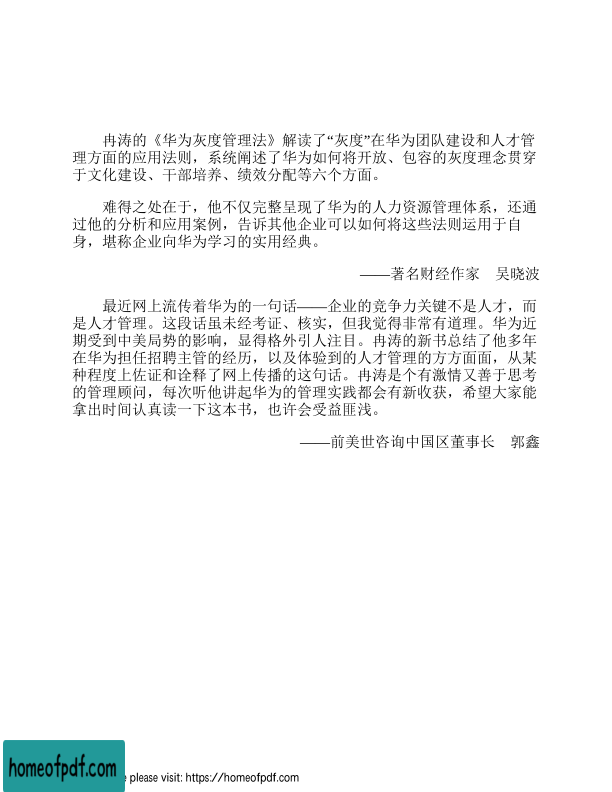 冉涛的《华为灰度管理法》解读了“灰度”在华为团队建设和人才管
理方面的应用法则，系统阐述了华为如何将开放、包容的灰度理念贯穿
于文化建设、干部培养、绩效分配等六个方面。
难得之处在于，他不仅完整呈现了华为的人力资源管理体系，还通
过他的分析和应用案例，告诉其他企业可以如何将这些法则运用于自
身，堪称企业向华为学习的实用经典。
——著名财经作家　吴晓波
最近网上流传着华为的一句话——企业的竞争力关键不是人才，而
是人才管理。这段话虽未经考证、核实，但我觉得非常有道理。华为近
期受到中美局势的影响，显得格外引人注目。冉涛的新书总结了他多年
在华为担任招聘主管的经历，以及体验到的人才管理的方方面面，从某
种程度上佐证和诠释了网上传播的这句话。冉涛是个有激情又善于思考
的管理顾问，每次听他讲起华为的管理实践都会有新收获，希望大家能
拿出时间认真读一下这本书，也许会受益匪浅。
——前美世咨询中国区董事长　郭鑫
homeofpdf.com
please visit: https://homeofpdf.com